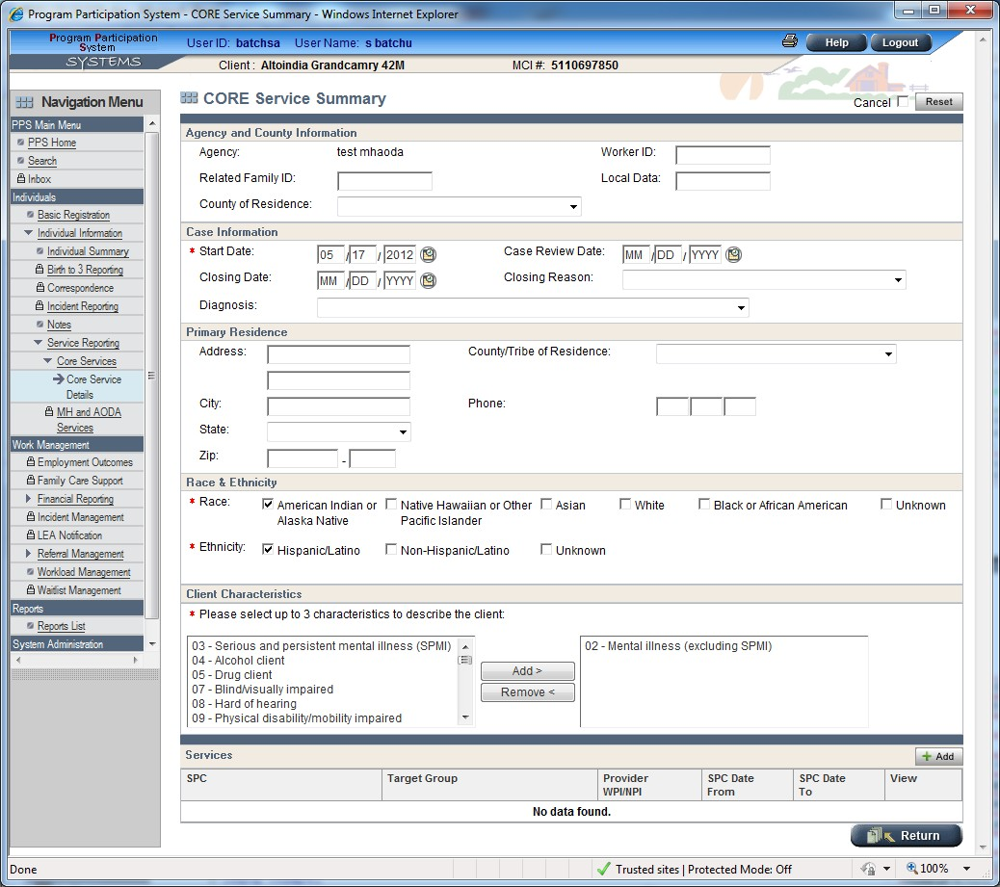 Program Participation System - CORE Service Summary - Windows Internet Explorer
Program Participation System
User ID: batchsa User Name: s batchu
Help
Logout
SYSTEMS
Client : Altoindia Grandcamry 42M MCI #: 5110697850
Navigation Menu
PPS Main Menu
PPS Home
Search
Inbox
Individuals
Basic Registration
Individual Information
Individual Summary
Birth to 3 Reporting
Correspondence
Incident Reporting
Notes
Service Reporting
Core Services
Core Service
Details
MH and AODA
Services
Work Management
Employment Outcomes
Family Care Support
Financial Reporting
Incident Management
LEA Notification
Referral Management
Workload Management
Waitlist Management
Reports
Reports List
System Administration
CORE Service Summary
Cancel Reset
Agency and County Information
Agency: test mhaoda Worker ID:
Related Family ID: Local Data:
County of Residence:
Case Information
* Start Date: 05 / 17 / 2012 Case Review Date: MM / DD / YYYY
Closing Date: MM / DD / YYYY Closing Reason:
Diagnosis:
Primary Residence
Address: County/Tribe of Residence:
City: Phone:
State:
Zip: -
Race & Ethnicity
* Race: American Indian or Native Hawaiian or Other Asian White Black or African American Unknown
Alaska Native Pacific Islander
* Ethnicity: Hispanic/Latino Non-Hispanic/Latino Unknown
Client Characteristics
* Please select up to 3 characteristics to describe the client:
03 - Serious and persistent mental illness (SPMI)
04 - Alcohol client
05 - Drug client
07 - Blind/visually impaired
08 - Hard of hearing
09 - Physical disability/mobility impaired
Add >
Remove <
02 - Mental illness (excluding SPMI)
Services
+ Add
SPC Target Group Provider SPC Date SPC Date View
WPI/NPI From To
No data found.
Return
Done Trusted sites | Protected Mode: Off 100%